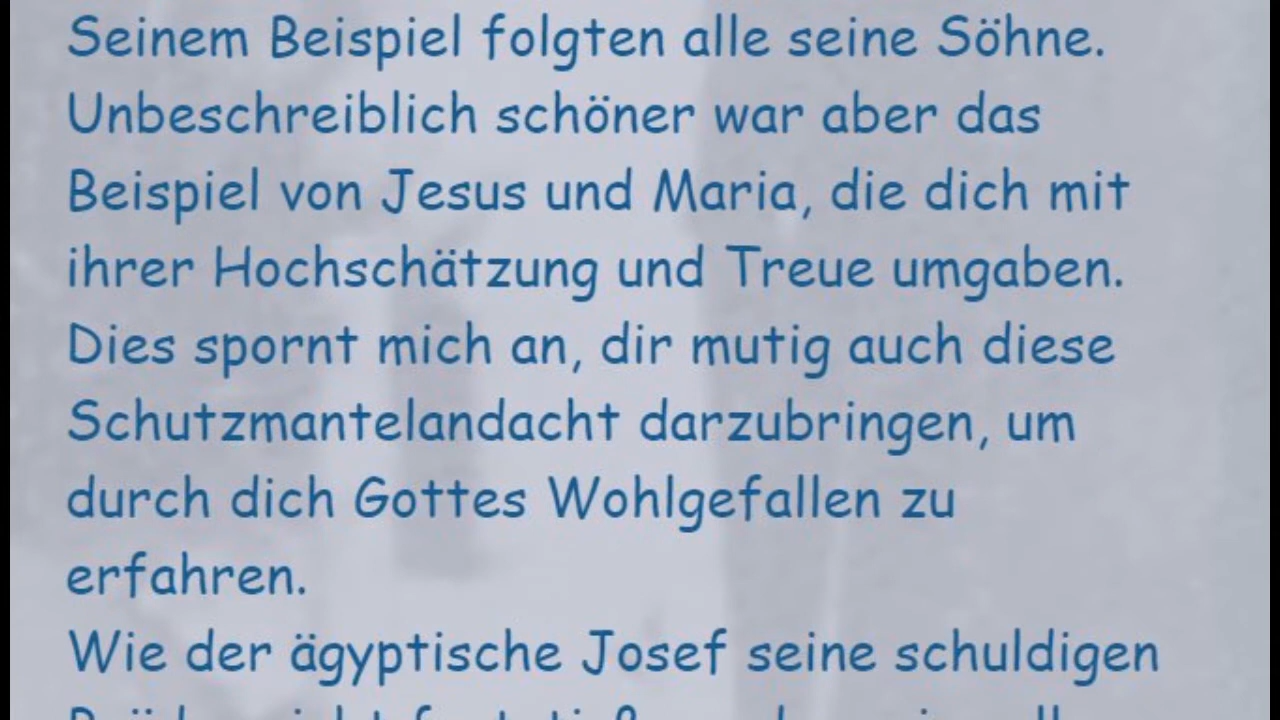 Seinem Beispiel folgten alle seine Söhne.
Unbeschreiblich schöner war aber das
Beispiel von Jesus und Maria, die dich mit
ihrer Hochschätzung und Treue umgaben.
Dies spornt mich an, dir mutig auch diese
Schutzmantelandacht darzubringen, um
durch dich Gottes Wohlgefallen zu
erfahren.
Wie der ägyptische Josef seine schuldigen